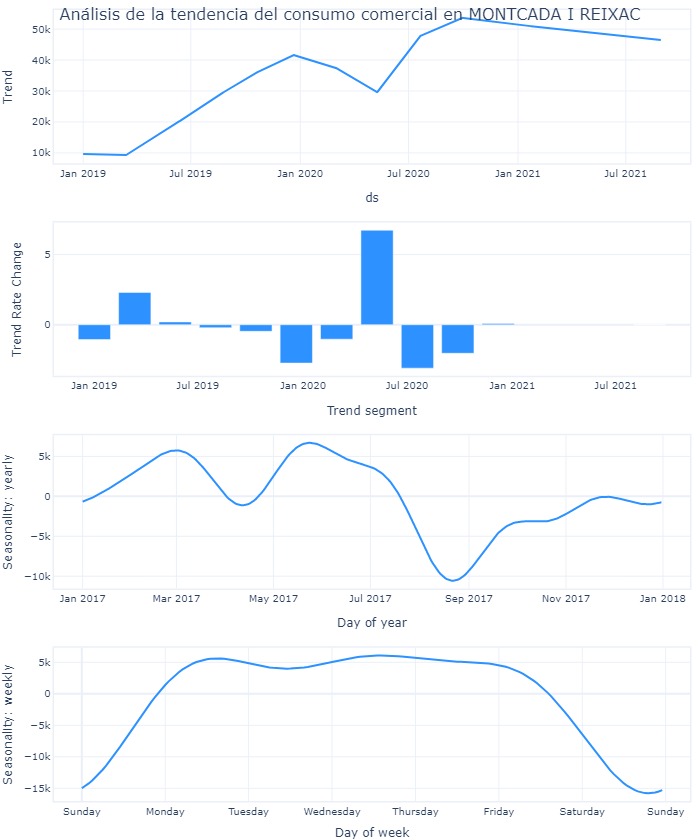 Análisis de la tendencia del consumo comercial en MONTCADA I REIXAC
Trend
50k
40k
30k
20k
10k
Jan 2019 Jul 2019 Jan 2020 Jul 2020 Jan 2021 Jul 2021
ds
Trend Rate Change
5
0
Jan 2019 Jul 2019 Jan 2020 Jul 2020 Jan 2021 Jul 2021
Trend segment
Seasonality: yearly
5k
0
−5k
−10k
Jan 2017 Mar 2017 May 2017 Jul 2017 Sep 2017 Nov 2017 Jan 2018
Day of year
Seasonality: weekly
5k
0
−5k
−10k
−15k
Sunday Monday Tuesday Wednesday Thursday Friday Saturday Sunday
Day of week